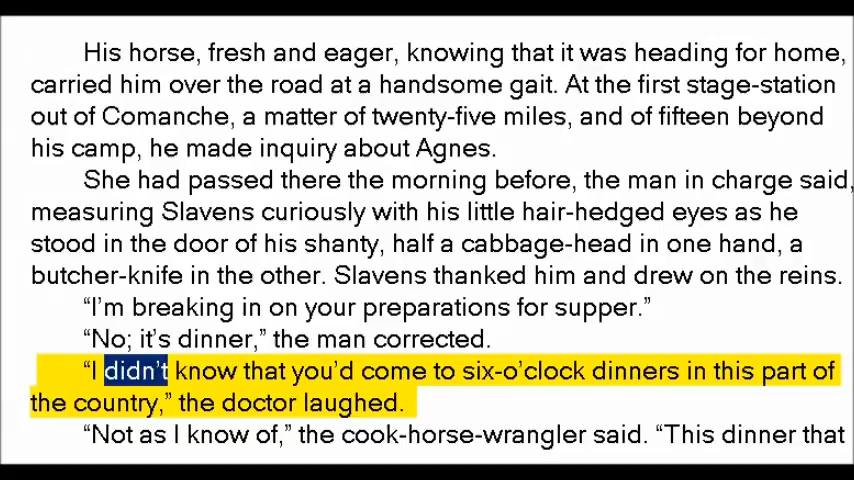 His horse, fresh and eager, knowing that it was heading for home,
carried him over the road at a handsome gait. At the first stage-station
out of Comanche, a matter of twenty-five miles, and of fifteen beyond
his camp, he made inquiry about Agnes.
She had passed there the morning before, the man in charge said,
measuring Slavens curiously with his little hair-hedged eyes as he
stood in the door of his shanty, half a cabbage-head in one hand, a
butcher-knife in the other. Slavens thanked him and drew on the reins.
“I’m breaking in on your preparations for supper.”
“No; it’s dinner,” the man corrected.
“I didn’t know that you’d come to six-o’clock dinners in this part of
the country,” the doctor laughed.
“Not as I know of,” the cook-horse-wrangler said. “This dinner that